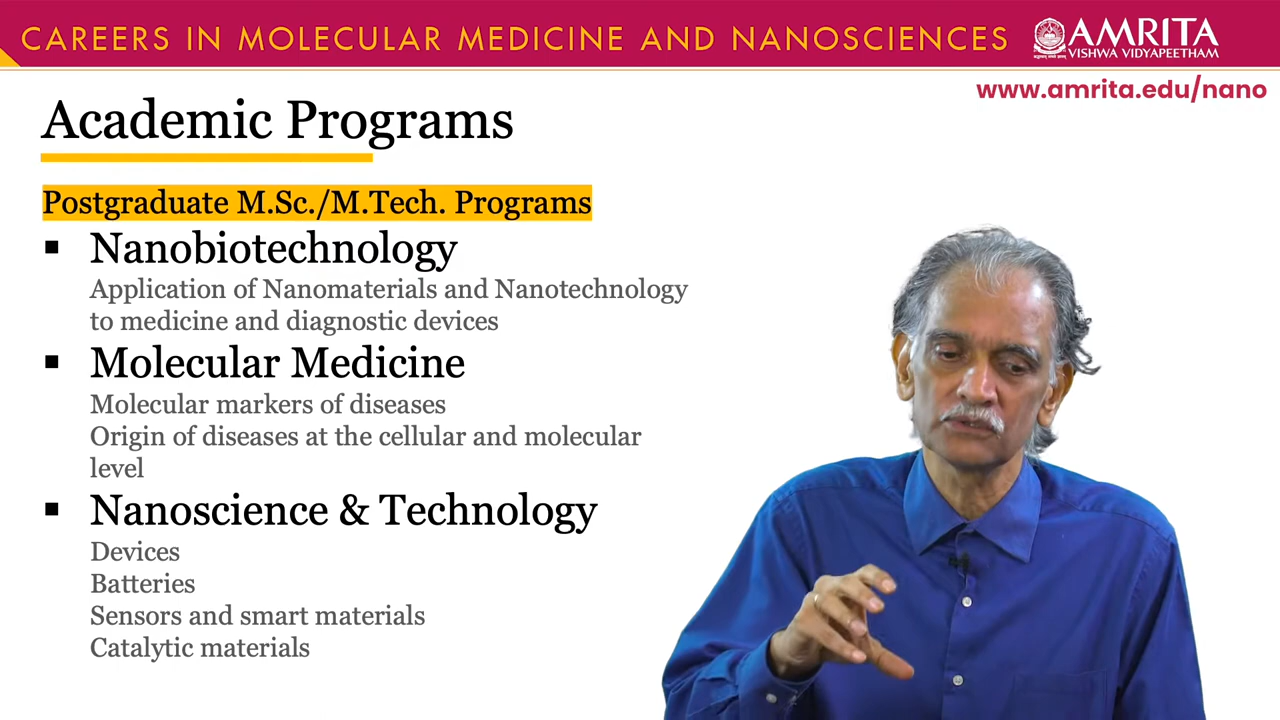 CAREERS IN MOLECULAR MEDICINE AND NANOSCIENCES
AMRITA
VISHWA VIDYAPEETHAM
www.amrita.edu/nano
Academic Programs
Postgraduate M.Sc./M.Tech. Programs
▪ Nanobiotechnology
Application of Nanomaterials and Nanotechnology
to medicine and diagnostic devices
▪ Molecular Medicine
Molecular markers of diseases
Origin of diseases at the cellular and molecular
level
▪ Nanoscience & Technology
Devices
Batteries
Sensors and smart materials
Catalytic materials